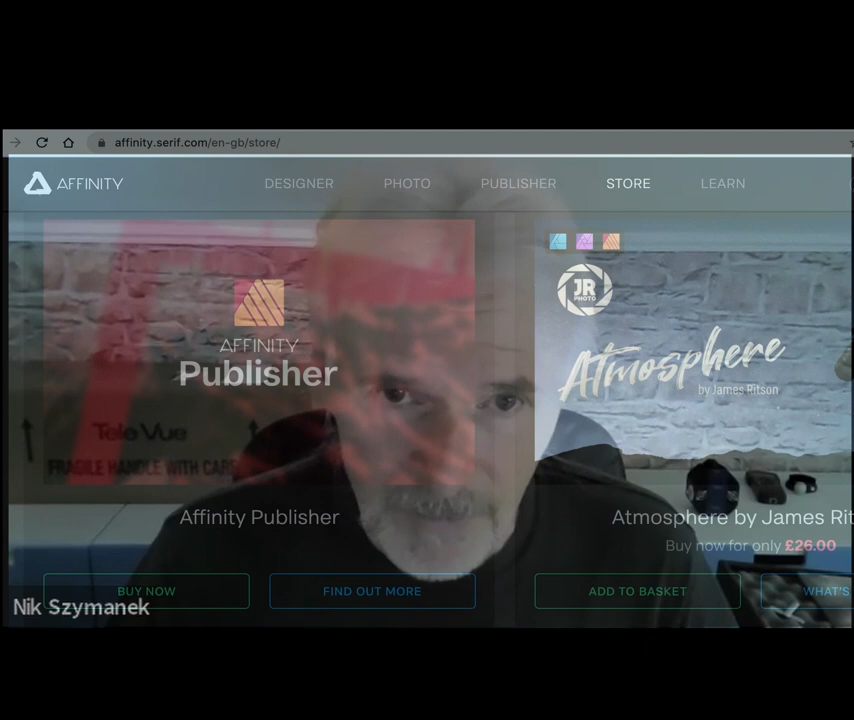 affinity.serif.com/en-gb/store/
AFFINITY DESIGNER PHOTO PUBLISHER STORE LEARN
JR
PHOTO
AFFINITY
Publisher
Atmosphere
by James Ritson
TeleVue
FRAGILE HANDLE WITH CARE
Affinity Publisher
Atmosphere by James Rit
Buy now for only £26.00
BUY NOW FIND OUT MORE ADD TO BASKET WHAT'S
Nik Szymanek